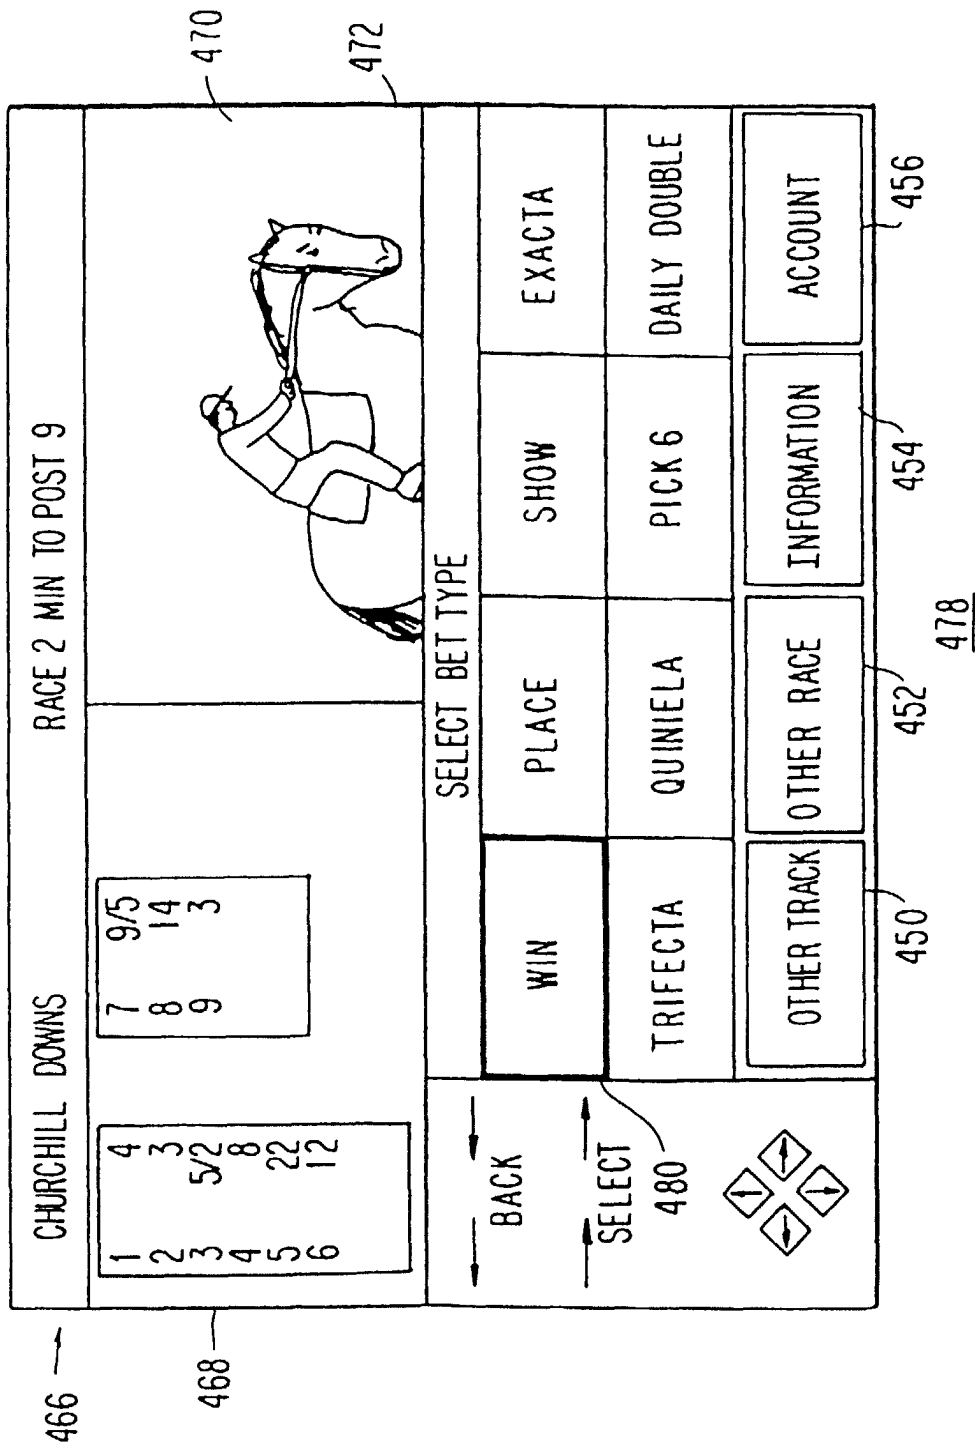 466
470
472
CHURCHILL DOWNS RACE 2 MIN TO POST 9
1 4 7 9/5
2 3 8 14
3 5/2 9 3
4 8
5 22
6 12
468
SELECT BET TYPE
BACK
SELECT
480
WIN PLACE SHOW EXACTA
TRIFECTA QUINIELA PICK 6 DAILY DOUBLE
OTHER TRACK OTHER RACE INFORMATION ACCOUNT
450 452 454 456
478